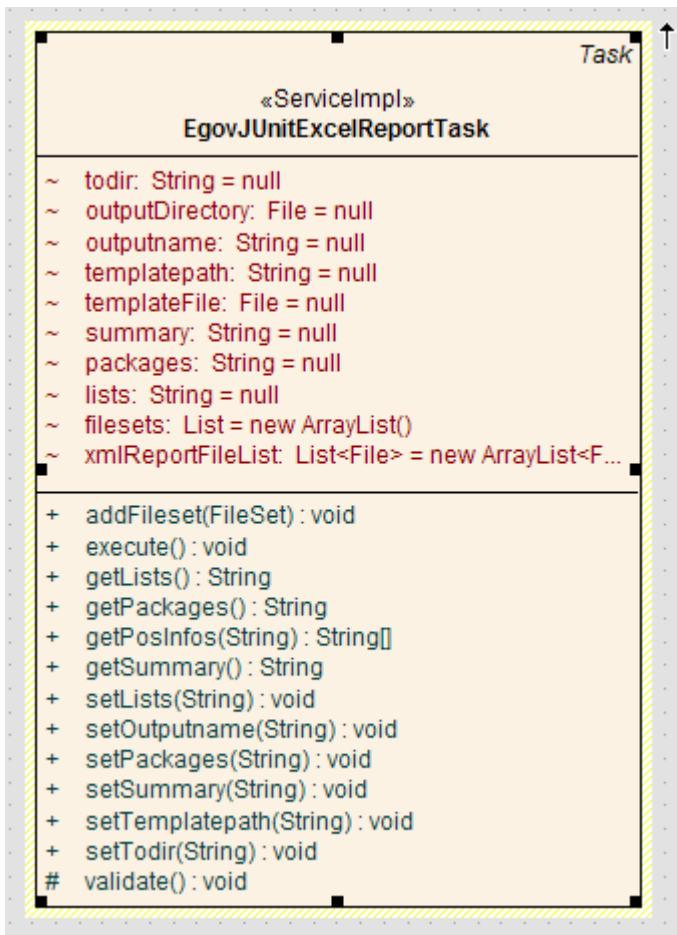 Task
«ServiceImpl»
EgovJUnitExcelReportTask
~ todir: String = null
~ outputDirectory: File = null
~ outputname: String = null
~ templatepath: String = null
~ templateFile: File = null
~ summary: String = null
~ packages: String = null
~ lists: String = null
~ filesets: List = new ArrayList()
~ xmlReportFileList: List<File> = new ArrayList<F...
+ addFileset(FileSet) : void
+ execute() : void
+ getLists() : String
+ getPackages() : String
+ getPosInfos(String) : String[]
+ getSummary() : String
+ setLists(String) : void
+ setOutputname(String) : void
+ setPackages(String) : void
+ setSummary(String) : void
+ setTemplatepath(String) : void
+ setTodir(String) : void
# validate() : void